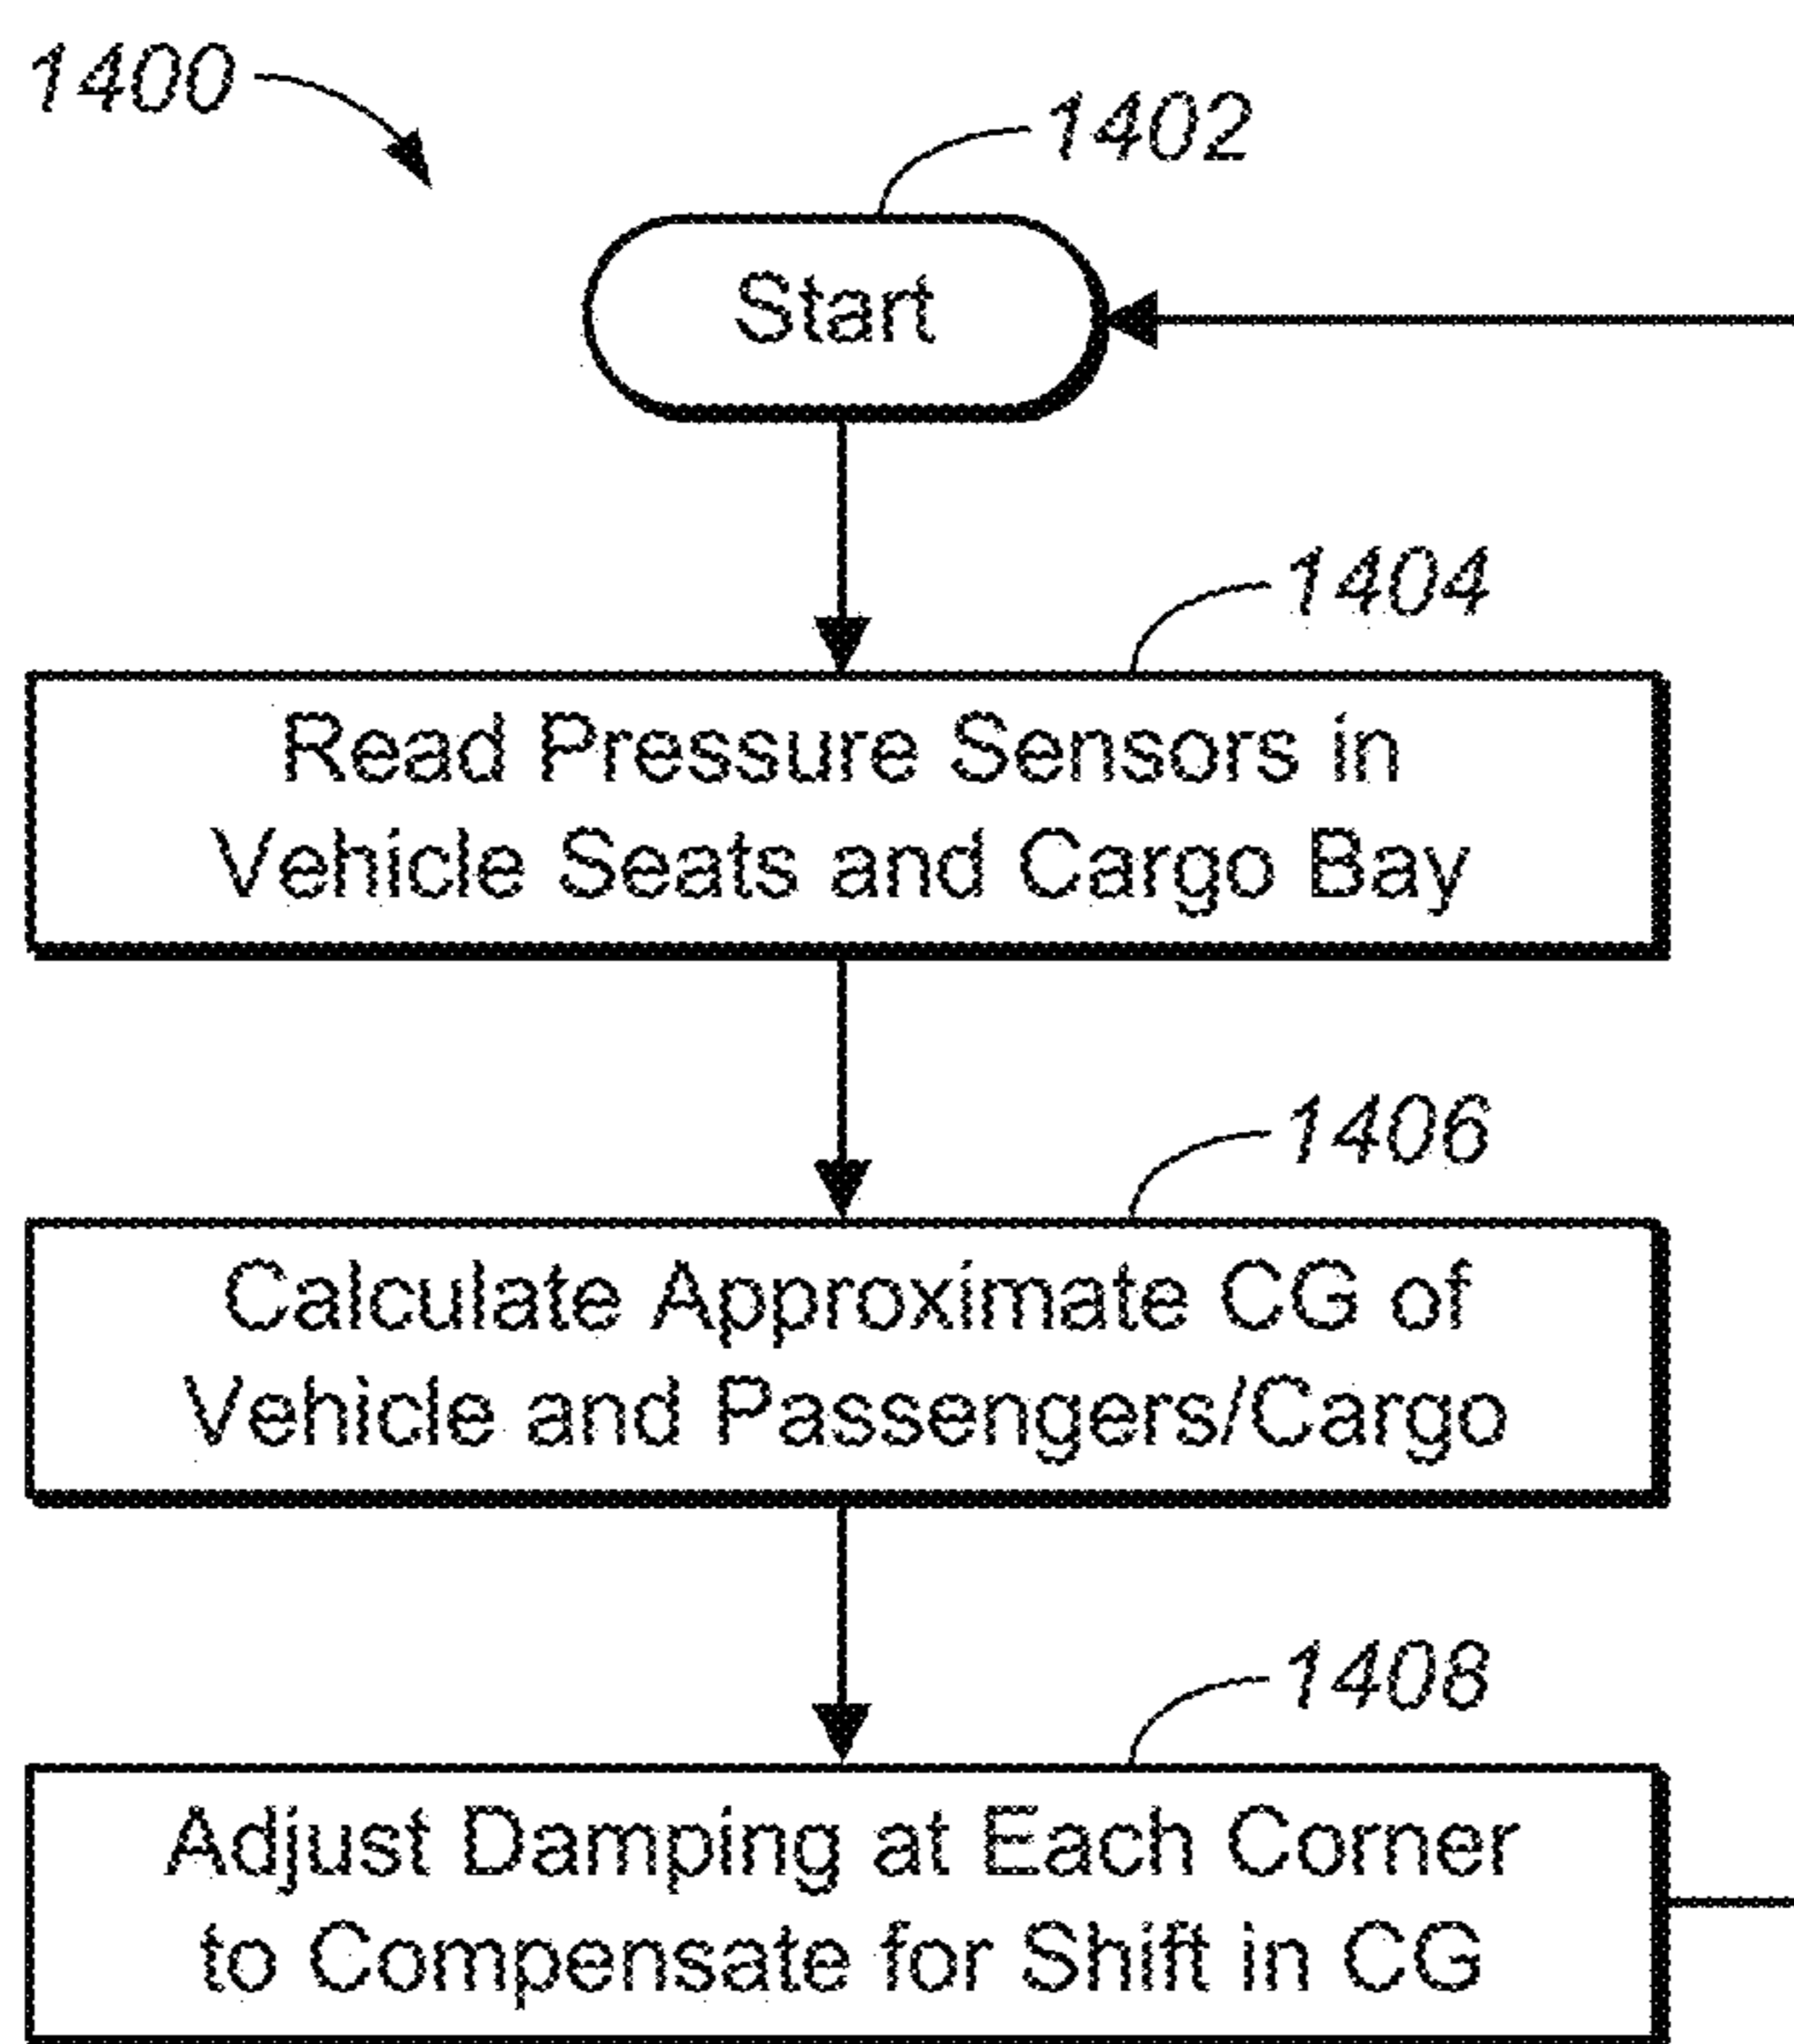 1400
1402
Start
1404
Read Pressure Sensors in
Vehicle Seats and Cargo Bay
1406
Calculate Approximate CG of
Vehicle and Passengers/Cargo
1408
Adjust Damping at Each Corner
to Compensate for Shift in CG